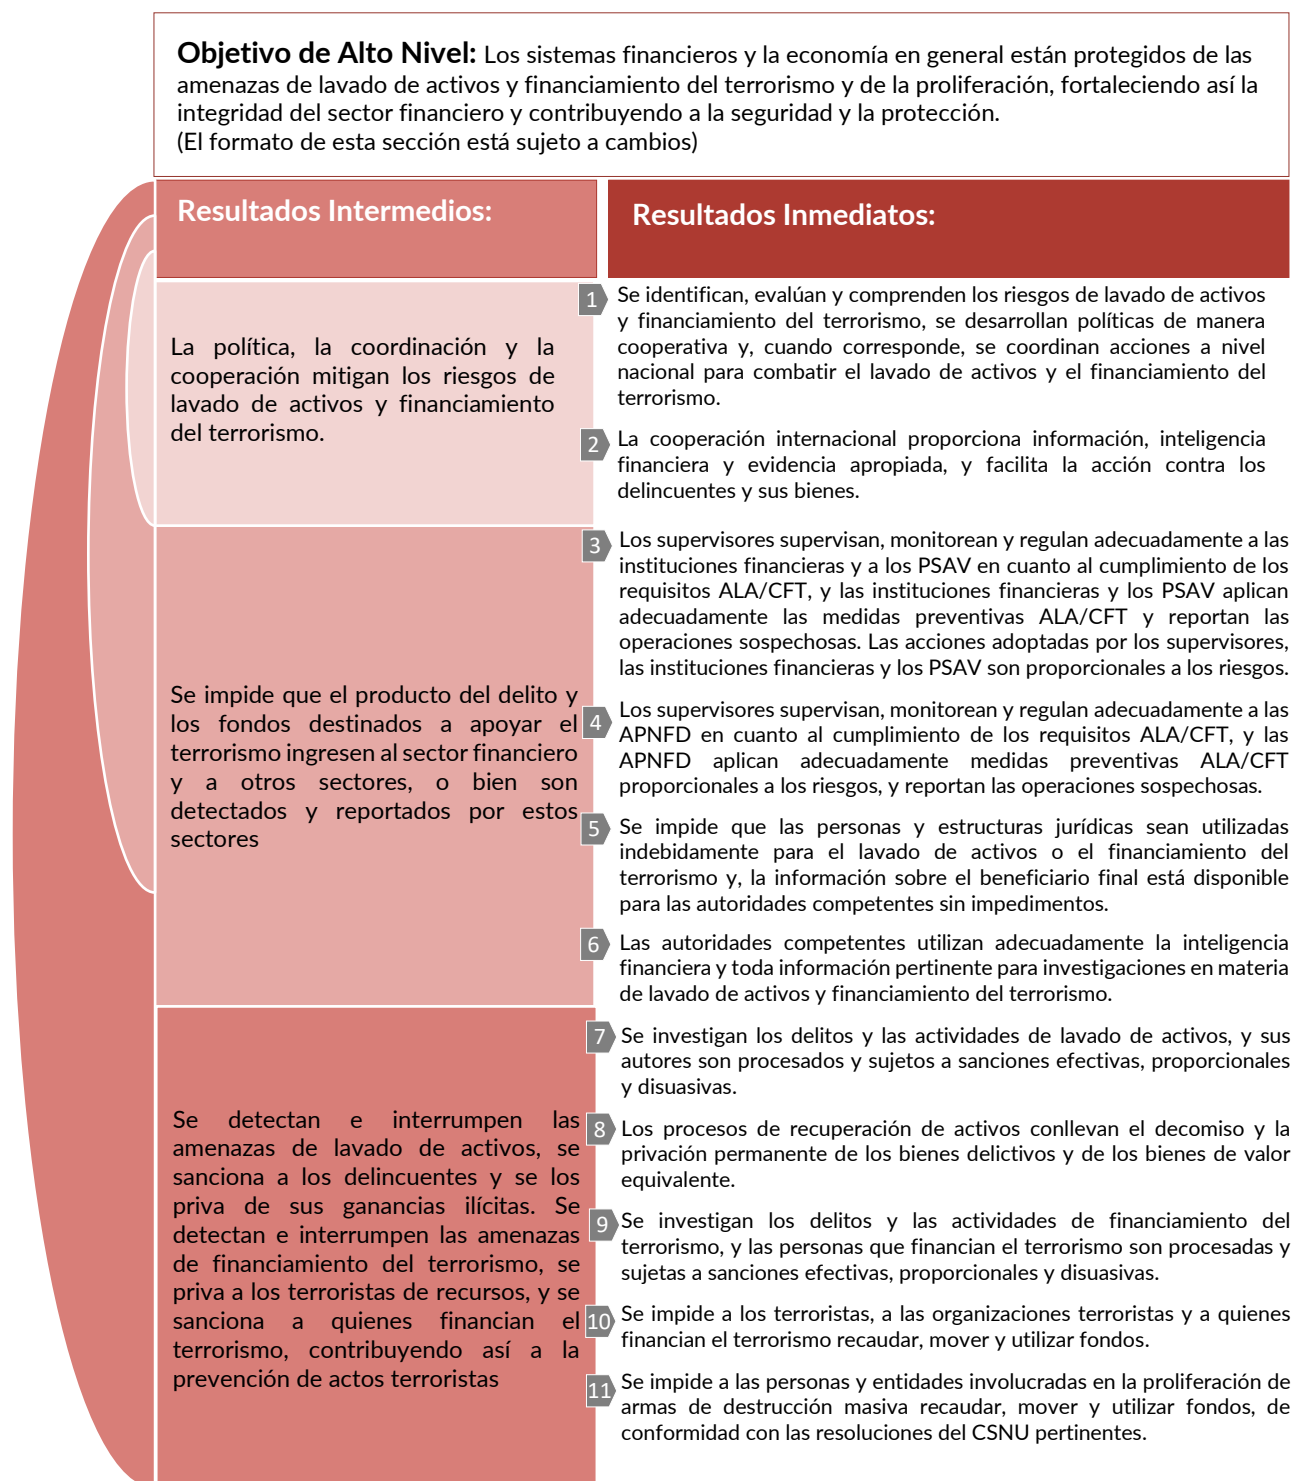 Objetivo de Alto Nivel: Los sistemas financieros y la economía en general están protegidos de las
amenazas de lavado de activos y financiamiento del terrorismo y de la proliferación, fortaleciendo así la
integridad del sector financiero y contribuyendo a la seguridad y la protección.
(El formato de esta sección está sujeto a cambios)
Resultados Intermedios:
Resultados Inmediatos:
La política, la coordinación y la
cooperación mitigan los riesgos de
lavado de activos y financiamiento
del terrorismo.
1
Se identifican, evalúan y comprenden los riesgos de lavado de activos
y financiamiento del terrorismo, se desarrollan políticas de manera
cooperativa y, cuando corresponde, se coordinan acciones a nivel
nacional para combatir el lavado de activos y el financiamiento del
terrorismo.
2
La cooperación internacional proporciona información, inteligencia
financiera y evidencia apropiada, y facilita la acción contra los
delincuentes y sus bienes.
Se impide que el producto del delito y
los fondos destinados a apoyar el
terrorismo ingresen al sector financiero
y a otros sectores, o bien son
detectados y reportados por estos
sectores
3
Los supervisores supervisan, monitorean y regulan adecuadamente a las
instituciones financieras y a los PSAV en cuanto al cumplimiento de los
requisitos ALA/CFT, y las instituciones financieras y los PSAV aplican
adecuadamente las medidas preventivas ALA/CFT y reportan las
operaciones sospechosas. Las acciones adoptadas por los supervisores,
las instituciones financieras y los PSAV son proporcionales a los riesgos.
4
Los supervisores supervisan, monitorean y regulan adecuadamente a las
APNFD en cuanto al cumplimiento de los requisitos ALA/CFT, y las
APNFD aplican adecuadamente medidas preventivas ALA/CFT
proporcionales a los riesgos, y reportan las operaciones sospechosas.
5
Se impide que las personas y estructuras jurídicas sean utilizadas
indebidamente para el lavado de activos o el financiamiento del
terrorismo y, la información sobre el beneficiario final está disponible
para las autoridades competentes sin impedimentos.
6
Las autoridades competentes utilizan adecuadamente la inteligencia
financiera y toda información pertinente para investigaciones en materia
de lavado de activos y financiamiento del terrorismo.
Se detectan e interrumpen las
amenazas de lavado de activos, se
sanciona a los delincuentes y se los
priva de sus ganancias ilícitas. Se
detectan e interrumpen las amenazas
de financiamiento del terrorismo, se
priva a los terroristas de recursos, y se
sanciona a quienes financian el
terrorismo, contribuyendo así a la
prevención de actos terroristas
7
Se investigan los delitos y las actividades de lavado de activos, y sus
autores son procesados y sujetos a sanciones efectivas, proporcionales
y disuasivas.
8
Los procesos de recuperación de activos conllevan el decomiso y la
privación permanente de los bienes delictivos y de los bienes de valor
equivalente.
9
Se investigan los delitos y las actividades de financiamiento del
terrorismo, y las personas que financian el terrorismo son procesadas y
sujetas a sanciones efectivas, proporcionales y disuasivas.
10
Se impide a los terroristas, a las organizaciones terroristas y a quienes
financian el terrorismo recaudar, mover y utilizar fondos.
11
Se impide a las personas y entidades involucradas en la proliferación de
armas de destrucción masiva recaudar, mover y utilizar fondos, de
conformidad con las resoluciones del CSNU pertinentes.